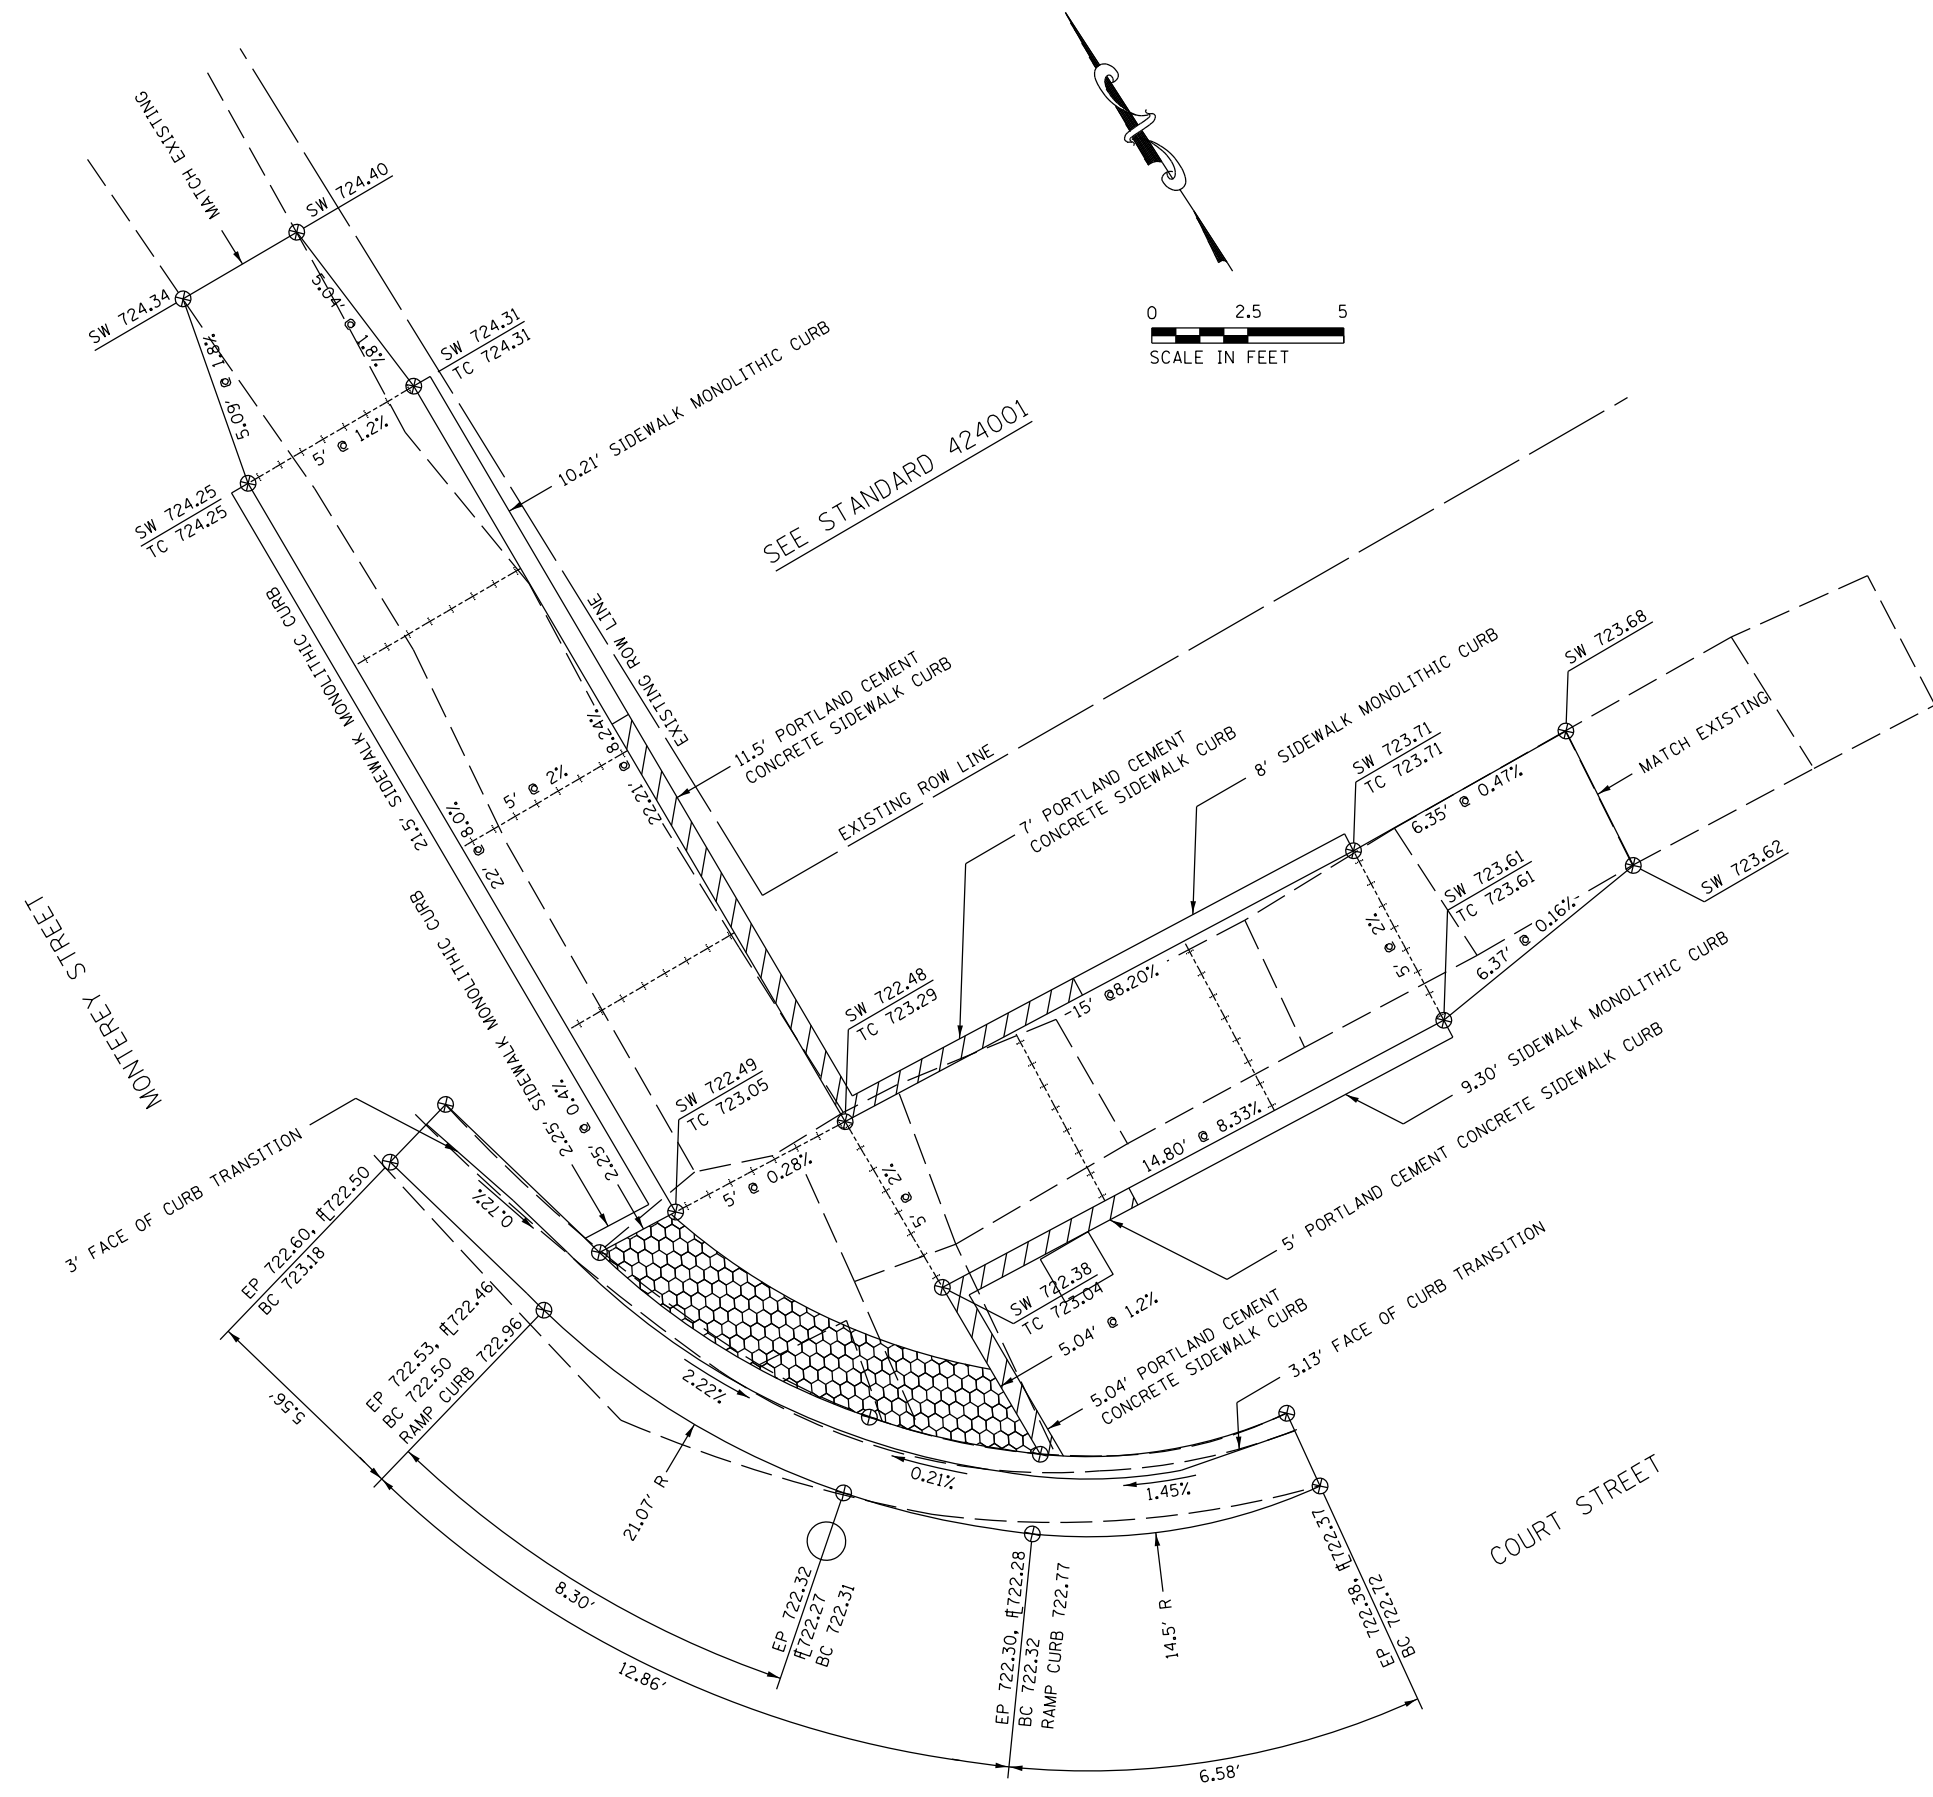 MATCH EXISTING
SW 724.40
SW 724.34
5.04' @ 1.8%
5.09' @ 1.8%
SW 724.31
TC 724.31
5' @ 1.2%
SW 724.25
TC 724.25
10.21' SIDEWALK MONOLITHIC CURB
0 2.5 5
SCALE IN FEET
SEE STANDARD 424001
EXISTING ROW LINE
21.5' SIDEWALK MONOLITHIC CURB
22' @ 8.0%
5' @ 2%
22.21' @ 8.24%
11.5' PORTLAND CEMENT
CONCRETE SIDEWALK CURB
EXISTING ROW LINE
7' PORTLAND CEMENT
CONCRETE SIDEWALK CURB
8' SIDEWALK MONOLITHIC CURB
SW 723.71
TC 723.71
SW 723.68
MATCH EXISTING
6.35' @ 0.47%
SW 723.61
TC 723.61
SW 723.62
5' @ 2%
6.37' @ 0.16%
15' @8.20%
9.30' SIDEWALK MONOLITHIC CURB
14.80' @ 8.33%
5' PORTLAND CEMENT CONCRETE SIDEWALK CURB
SW 722.48
TC 723.29
SW 722.49
TC 723.05
2.25' SIDEWALK MONOLITHIC CURB
2.25' @ 0.4%
5' @ 0.28%
5' @ 2%
MONTEREY STREET
3' FACE OF CURB TRANSITION
0.72%
SW 722.38
TC 723.04
5.04' @ 1.2%
5.04' PORTLAND CEMENT
CONCRETE SIDEWALK CURB
3.13' FACE OF CURB TRANSITION
EP 722.60, FL722.50
BC 723.18
EP 722.53, FL722.46
BC 722.50
RAMP CURB 722.96
2.22%
0.21%
1.45%
5.56'
21.07' R
8.30'
12.86'
EP 722.32
FL722.27
BC 722.31
EP 722.30, FL722.28
BC 722.32
RAMP CURB 722.77
14.5' R
EP 722.38, FL722.37
BC 722.72
6.58'
COURT STREET